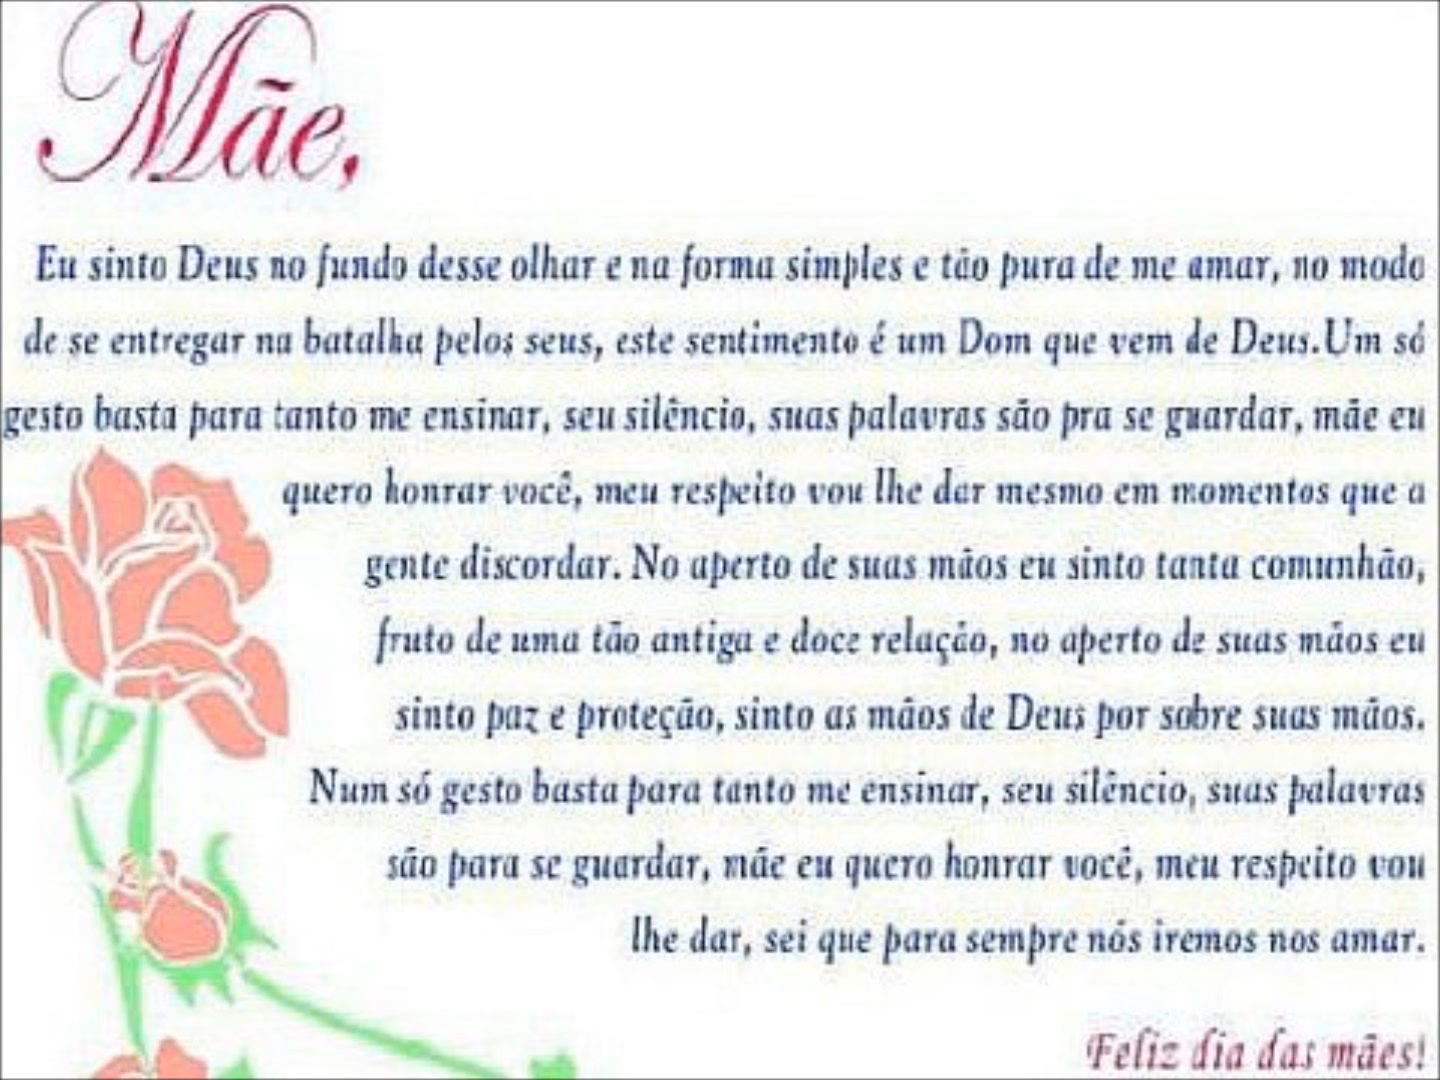 Mãe,
Eu sinto Deus no fundo desse olhar e na forma simples e tão pura de me amar, no modo
de se entregar na batalha pelos seus, este sentimento é um Dom que vem de Deus.Um só
gesto basta para tanto me ensinar, seu silêncio, suas palavras são pra se guardar, mãe eu
quero honrar você, meu respeito vou lhe dar mesmo em momentos que a
gente discordar. No aperto de suas mãos eu sinto tanta comunhão,
fruto de uma tão antiga e doce relação, no aperto de suas mãos eu
sinto paz e proteção, sinto as mãos de Deus por sobre suas mãos.
Num só gesto basta para tanto me ensinar, seu silêncio, suas palavras
são para se guardar, mãe eu quero honrar você, meu respeito vou
lhe dar, sei que para sempre nós iremos nos amar.
Feliz dia das mães!